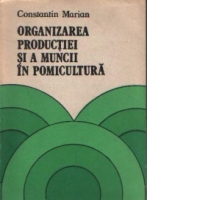 Constantin Marian
ORGANIZAREA
PRODUCȚIEI
ȘI A MUNCII
ÎN POMICULTURĂ